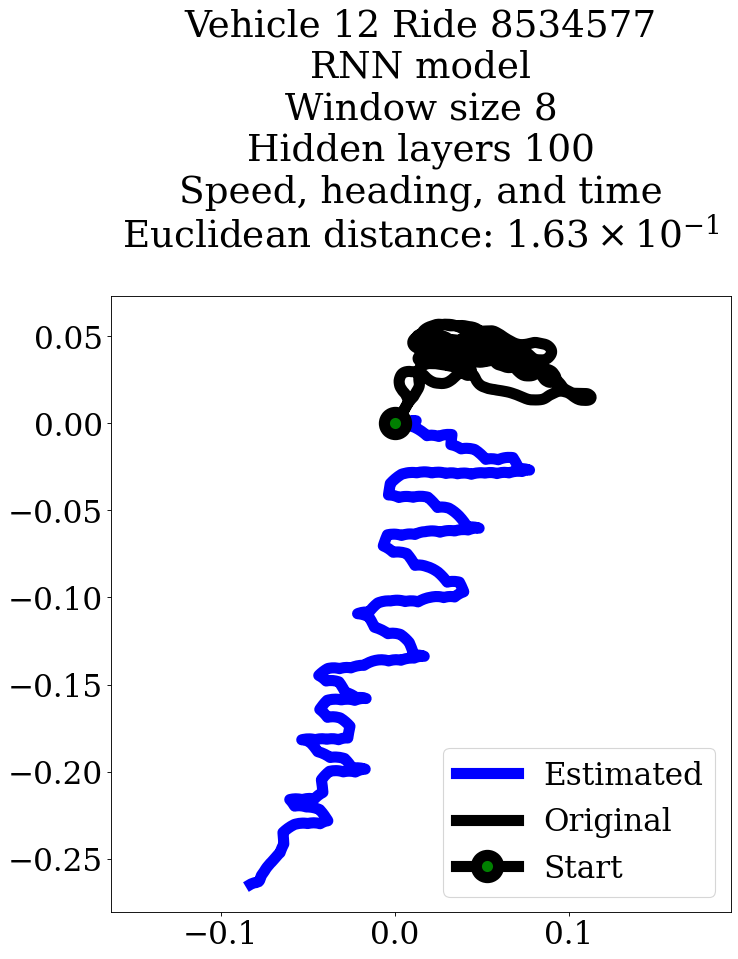 Vehicle 12 Ride 8534577
RNN model
Window size 8
Hidden layers 100
Speed, heading, and time
Euclidean distance: 1.63 × 10⁻¹
0.05
0.00
−0.05
−0.10
−0.15
−0.20
−0.25
Estimated
Original
Start
−0.1 0.0 0.1